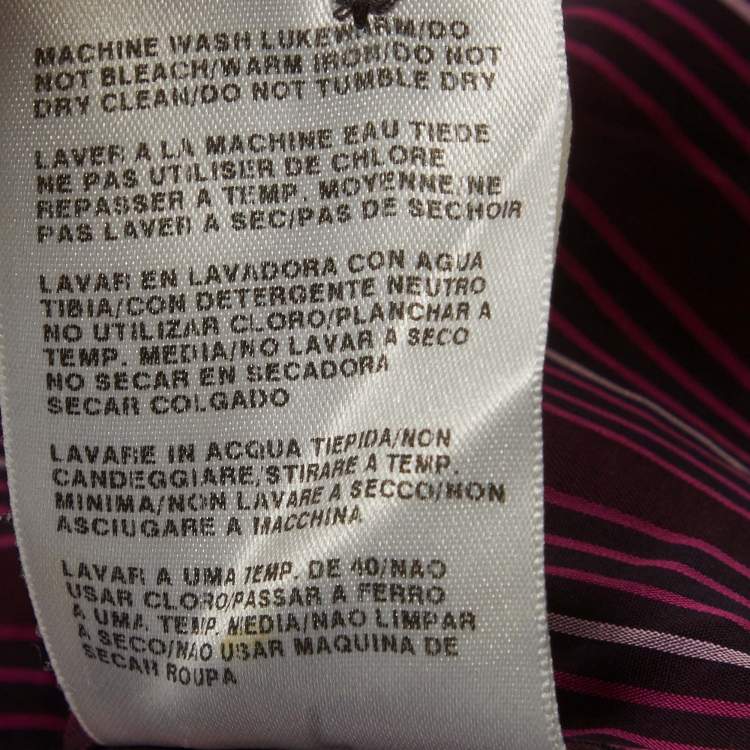 MACHINE WASH LUKEWARM/DO
NOT BLEACH/WARM IRON/DO NOT
DRY CLEAN/DO NOT TUMBLE DRY
LAVER A LA MACHINE EAU TIEDE
NE PAS UTILISER DE CHLORE
REPASSER A TEMP. MOYENNE/NE
PAS LAVER A SEC/PAS DE SECHOIR
LAVAR EN LAVADORA CON AGUA
TIBIA/CON DETERGENTE NEUTRO
NO UTILIZAR CLORO/PLANCHAR A
TEMP. MEDIA/NO LAVAR A SECO
NO SECAR EN SECADORA
SECAR COLGADO
LAVARE IN ACQUA TIEPIDA/NON
CANDEGGIARE/STIRARE A TEMP.
MINIMA/NON LAVARE A SECCO/NON
ASCIUGARE A MACCHINA
LAVAR A UMA TEMP. DE 40/NAO
USAR CLORO/PASSAR A FERRO
A UMA TEMP. MEDIA/NAO LIMPAR
A SECO/NAO USAR MAQUINA DE
SECAR ROUPA